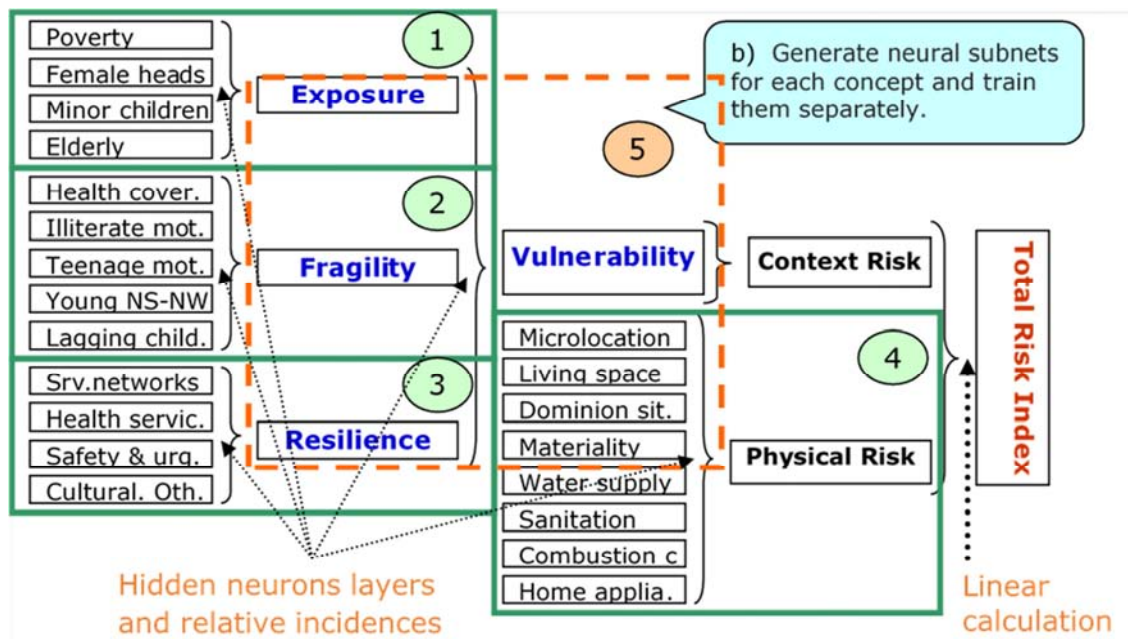 Poverty
Female heads
Minor children
Elderly
1
Exposure
b) Generate neural subnets
for each concept and train
them separately.
5
Health cover.
Illiterate mot.
Teenage mot.
Young NS-NW
Lagging child.
2
Fragility
Vulnerability
Context Risk
Total Risk Index
Srv.networks
Health servic.
Safety & urg.
Cultural. Oth.
3
Resilience
Microlocation
Living space
Dominion sit.
Materiality
Water supply
Sanitation
Combustion c
Home applia.
4
Physical Risk
Hidden neurons layers
and relative incidences
Linear
calculation